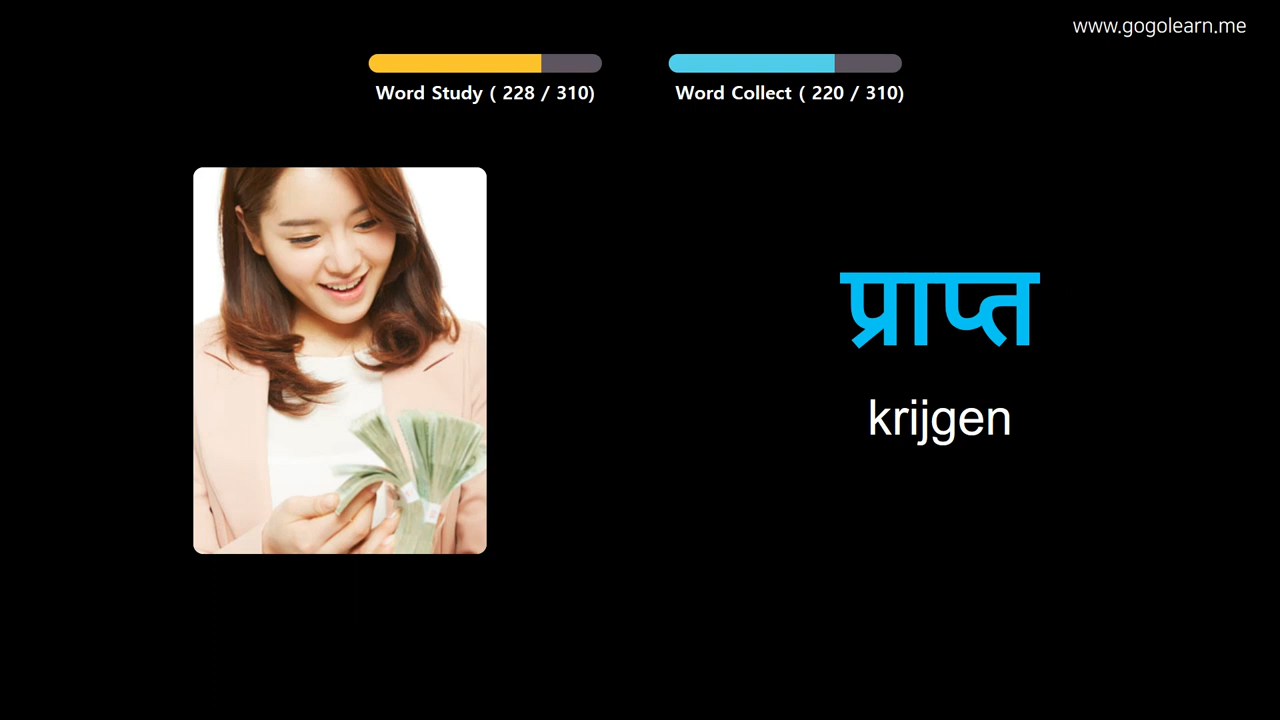 www.gogolearn.me
Word Study ( 228 / 310)
Word Collect ( 220 / 310)
प्राप्त
krijgen